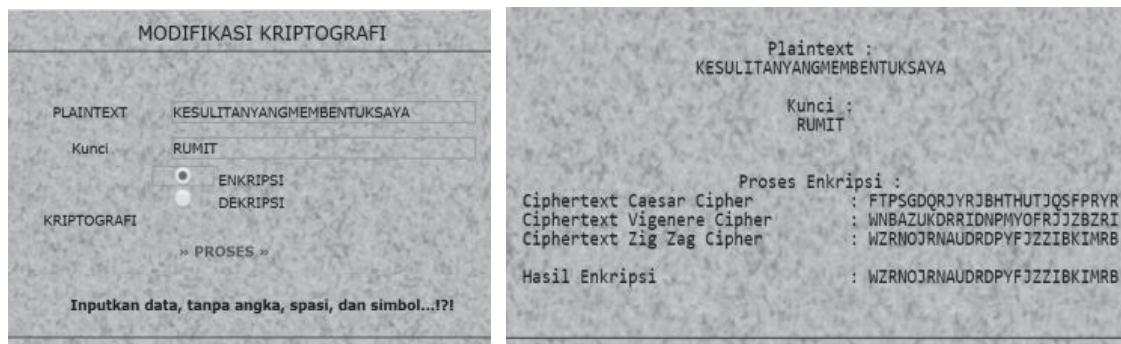 MODIFIKASI KRIPTOGRAFI
PLAINTEXT KESULITANYANGMEMBENTUKSAYA
Kunci RUMIT
ENKRIPSI
DEKRIPSI
KRIPTOGRAFI
» PROSES »
Inputkan data, tanpa angka, spasi, dan simbol...!?!
Plaintext :
KESULITANYANGMEMBENTUKSAYA
Kunci :
RUMIT
Proses Enkripsi :
Ciphertext Caesar Cipher : FTPSGDQRJYRJBHTHUTJQSFPRYR
Ciphertext Vigenere Cipher : WNBAZUKDRRIDNPMYOFRJJZBZRI
Ciphertext Zig Zag Cipher : WZRNOJRNAUDRDPYFJZZIBKIMRB
Hasil Enkripsi : WZRNOJRNAUDRDPYFJZZIBKIMRB